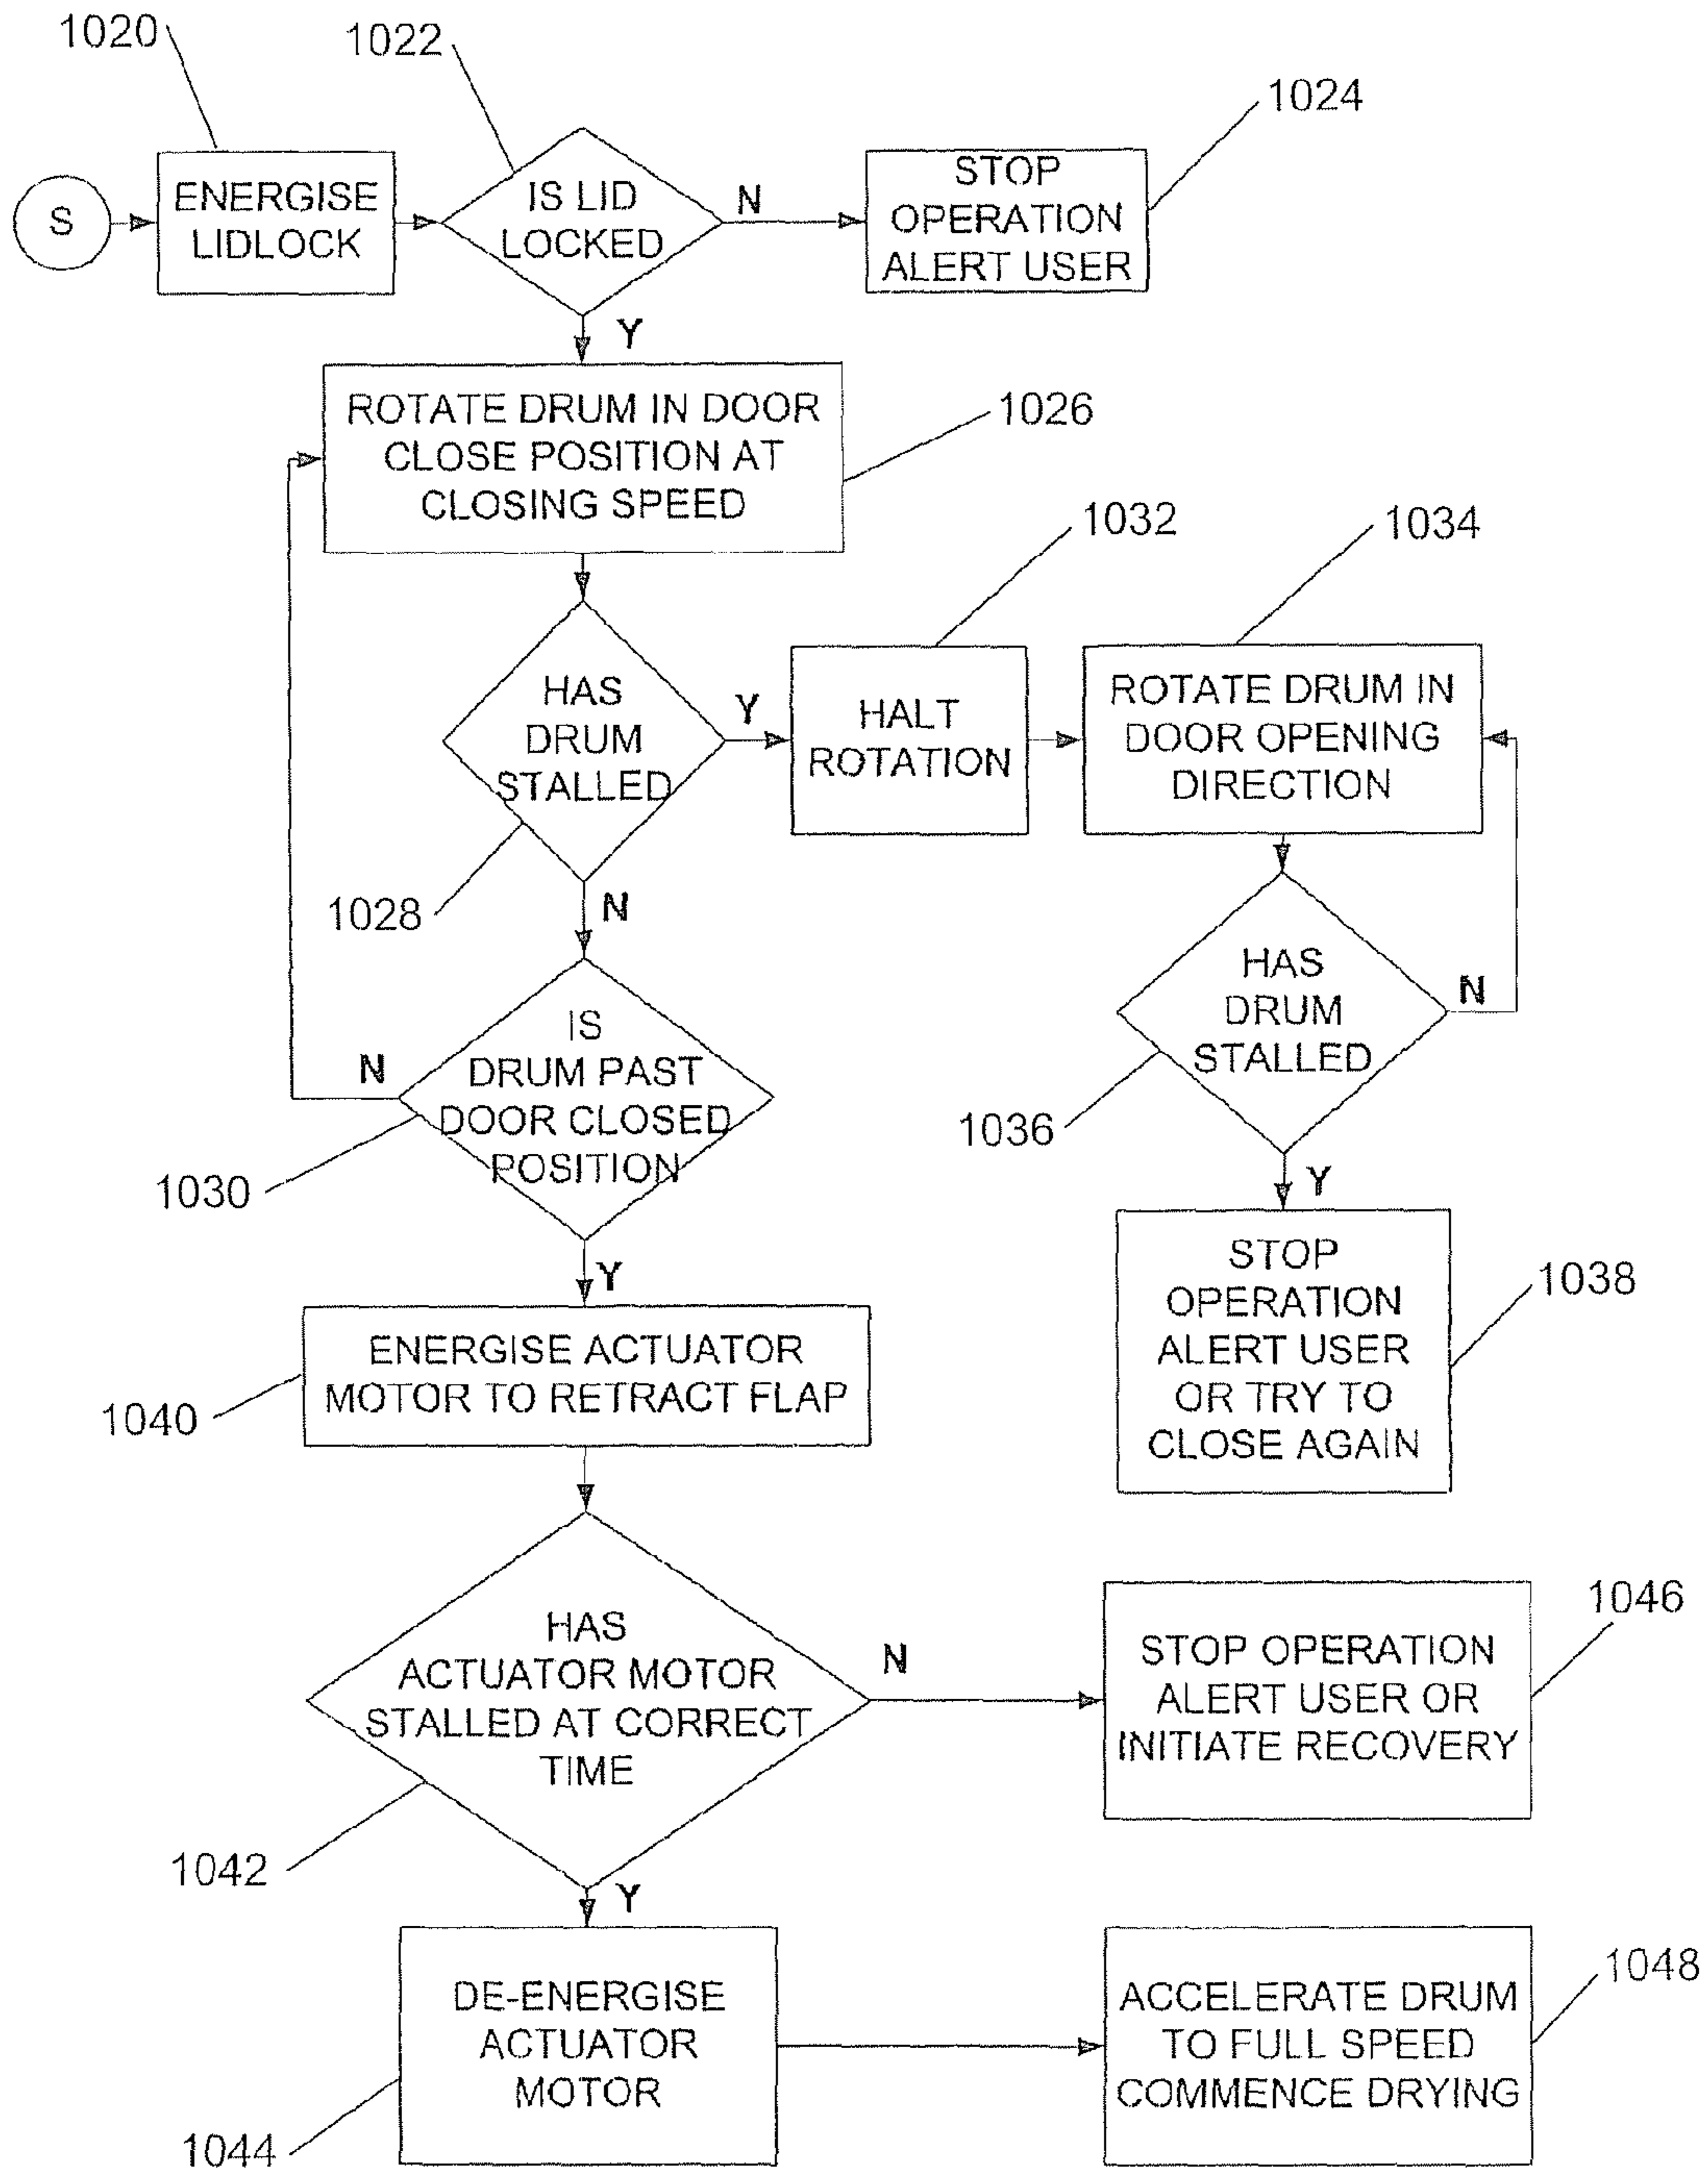 1020
1022
1024
S
ENERGISE
LIDLOCK
IS LID
LOCKED
N
STOP
OPERATION
ALERT USER
Y
ROTATE DRUM IN DOOR
CLOSE POSITION AT
CLOSING SPEED
1026
1032
1034
HAS
DRUM
STALLED
Y
HALT
ROTATION
ROTATE DRUM IN
DOOR OPENING
DIRECTION
1028
N
HAS
DRUM
STALLED
N
1036
IS
DRUM PAST
DOOR CLOSED
POSITION
N
1030
Y
Y
STOP
OPERATION
ALERT USER
OR TRY TO
CLOSE AGAIN
1038
ENERGISE ACTUATOR
MOTOR TO RETRACT FLAP
1040
HAS
ACTUATOR MOTOR
STALLED AT CORRECT
TIME
N
1046
STOP OPERATION
ALERT USER OR
INITIATE RECOVERY
1042
Y
DE-ENERGISE
ACTUATOR
MOTOR
1044
ACCELERATE DRUM
TO FULL SPEED
COMMENCE DRYING
1048